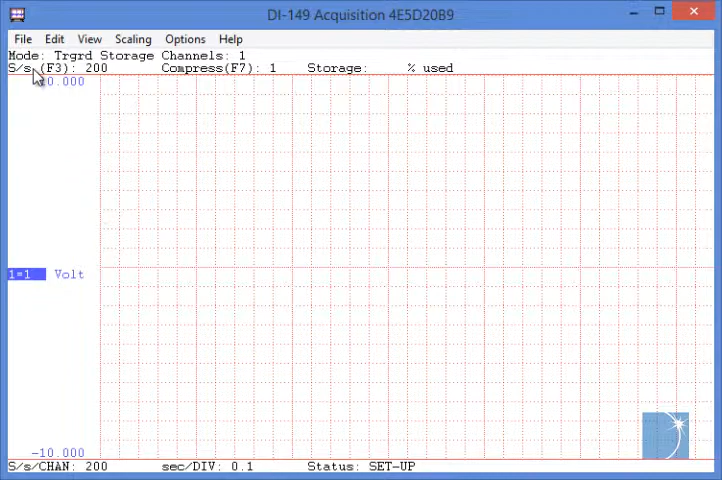 DI-149 Acquisition 4E5D20B9
File Edit View Scaling Options Help
Mode: Trgrd Storage Channels: 1
S/s (F3): 200 Compress(F7): 1 Storage: % used
0.000
1=1 Volt
-10.000
S/s/CHAN: 200 sec/DIV: 0.1 Status: SET-UP